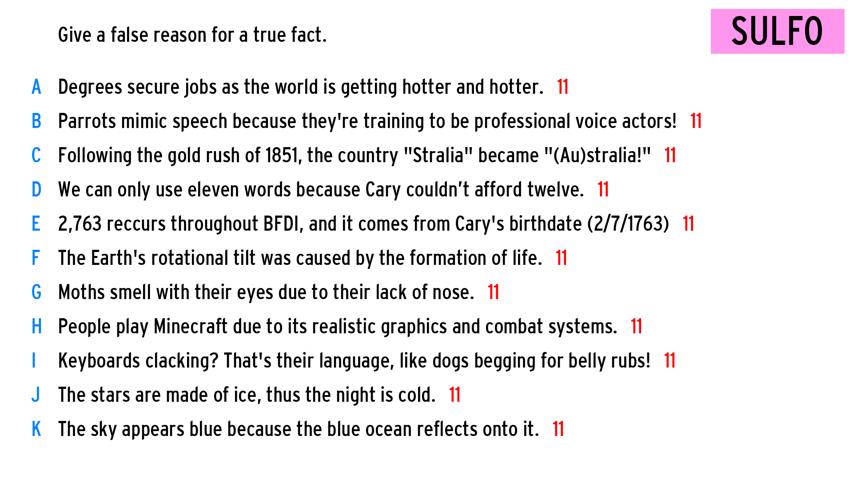 Give a false reason for a true fact.
SULFO
A Degrees secure jobs as the world is getting hotter and hotter. 11
B Parrots mimic speech because they're training to be professional voice actors! 11
C Following the gold rush of 1851, the country "Stralia" became "(Au)stralia!" 11
D We can only use eleven words because Cary couldn't afford twelve. 11
E 2,763 reccurs throughout BFDI, and it comes from Cary's birthdate (2/7/1763) 11
F The Earth's rotational tilt was caused by the formation of life. 11
G Moths smell with their eyes due to their lack of nose. 11
H People play Minecraft due to its realistic graphics and combat systems. 11
I Keyboards clacking? That's their language, like dogs begging for belly rubs! 11
J The stars are made of ice, thus the night is cold. 11
K The sky appears blue because the blue ocean reflects onto it. 11